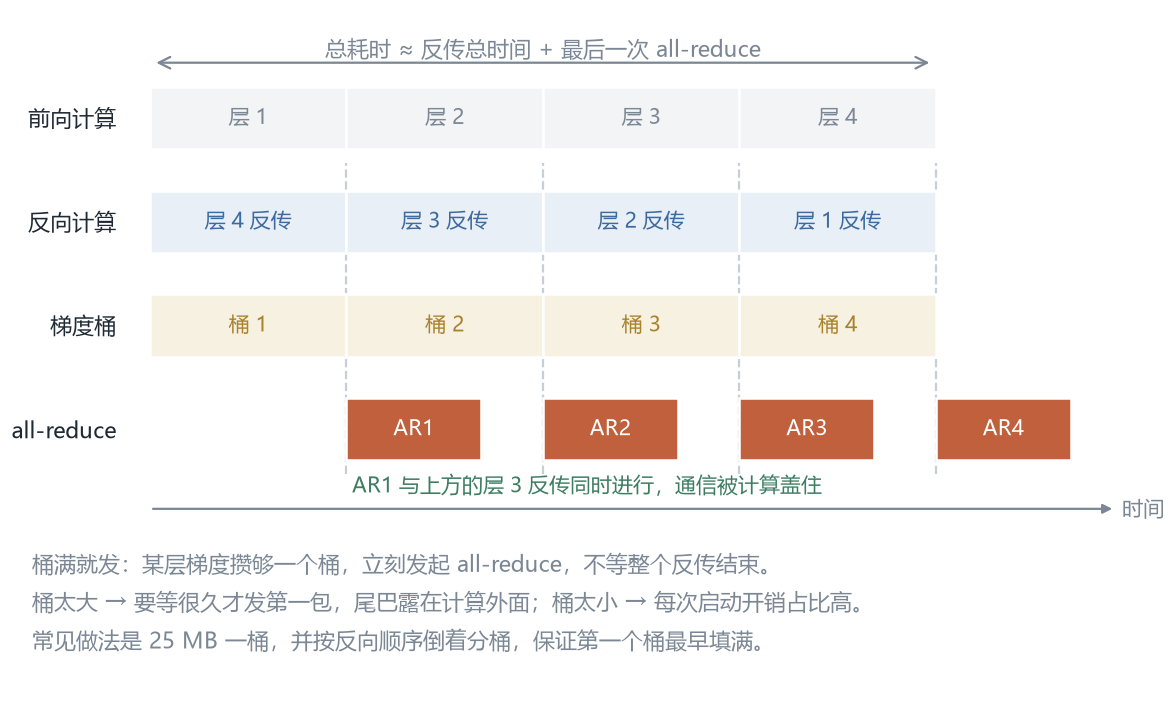 总耗时 ≈ 反传总时间 + 最后一次 all-reduce
前向计算 层 1 层 2 层 3 层 4
反向计算 层 4 反传 层 3 反传 层 2 反传 层 1 反传
梯度桶 桶 1 桶 2 桶 3 桶 4
all-reduce AR1 AR2 AR3 AR4
AR1 与上方的层 3 反传同时进行，通信被计算盖住
时间
桶满就发：某层梯度攒够一个桶，立刻发起 all-reduce，不等整个反传结束。
桶太大 → 要等很久才发第一包，尾巴露在计算外面；桶太小 → 每次启动开销占比高。
常见做法是 25 MB 一桶，并按反向顺序倒着分桶，保证第一个桶最早填满。